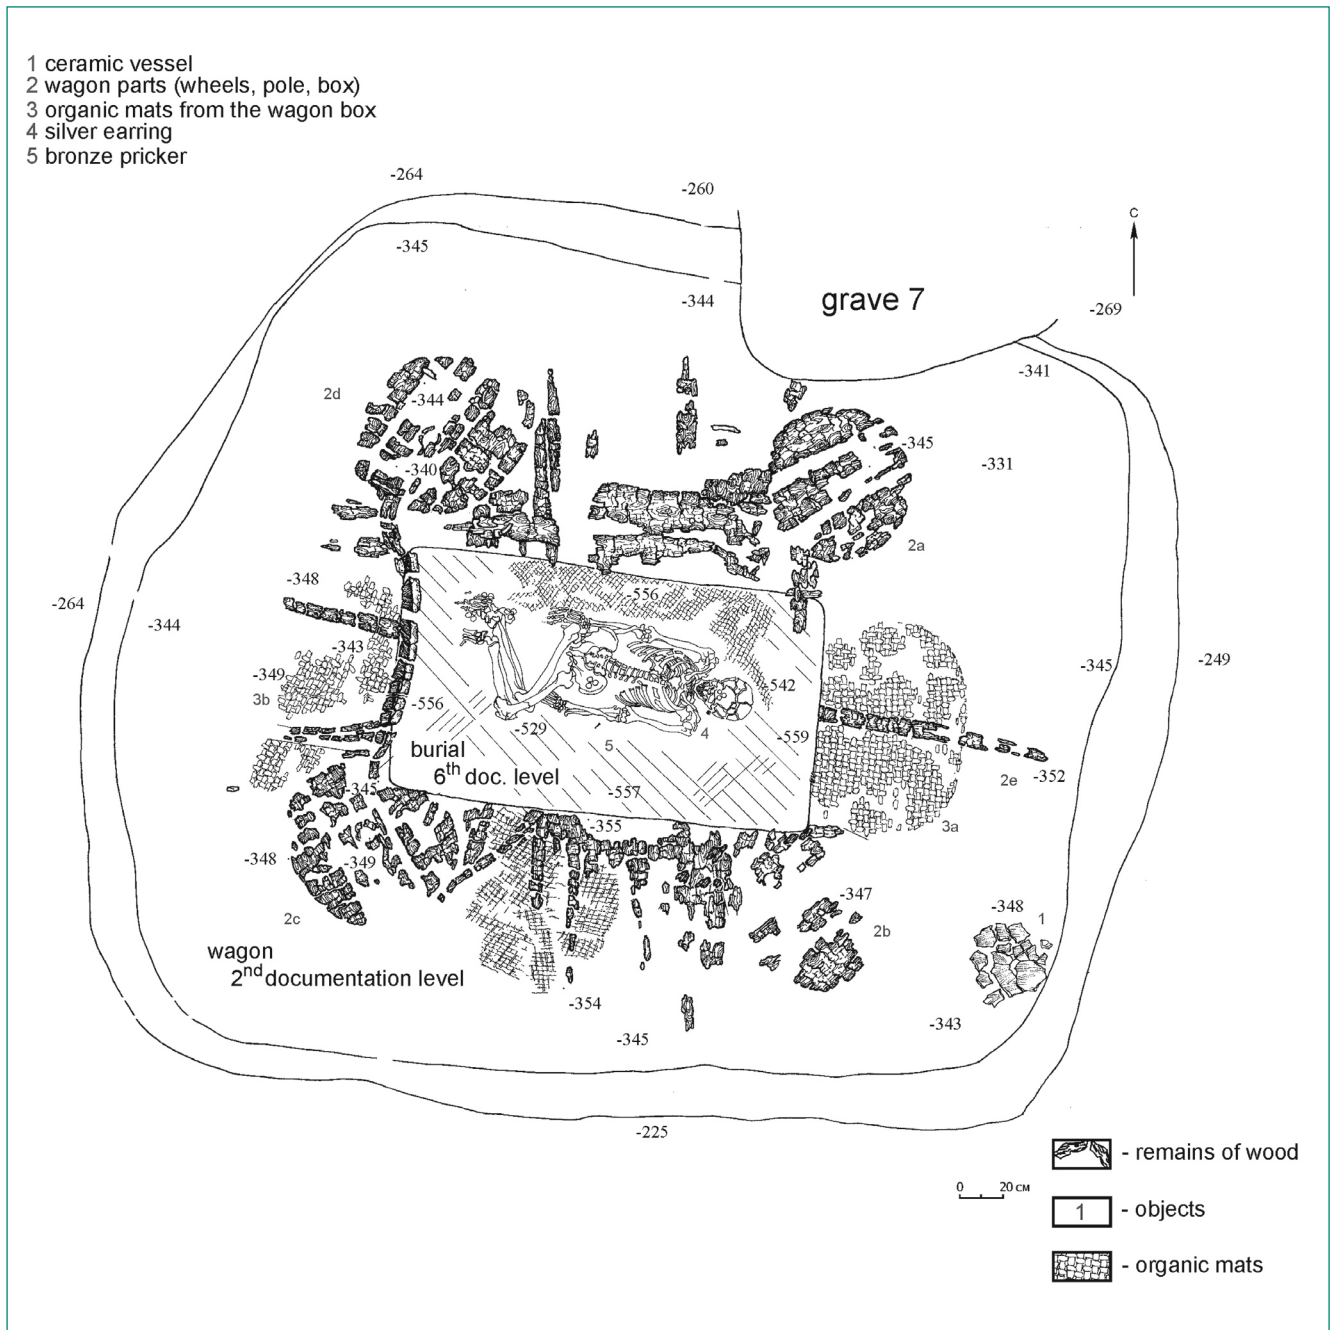 1 ceramic vessel
2 wagon parts (wheels, pole, box)
3 organic mats from the wagon box
4 silver earring
5 bronze pricker
-264
-260
С
-345
-344
grave 7
-269
-341
2d
-344
-345
-331
-340
2a
-348
-556
-264
-344
-343
-349
-345
-249
3b
-542
-556
-529
4
-559
5
burial
6th doc. level
-352
2e
-345
-557
3a
-355
-348
-349
-347
-348
1
2c
2b
wagon
2nd documentation level
-354
-343
-345
-225
- remains of wood
0 20 см
1 - objects
- organic mats